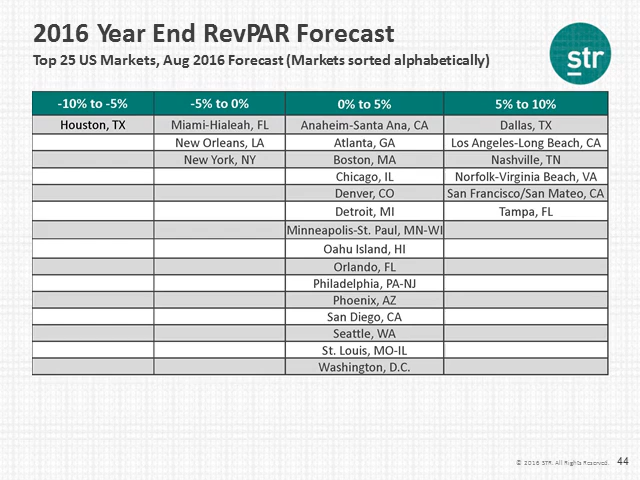 2016 Year End RevPAR Forecast
Top 25 US Markets, Aug 2016 Forecast (Markets sorted alphabetically)
str
-10% to -5% -5% to 0% 0% to 5% 5% to 10%
Houston, TX Miami-Hialeah, FL Anaheim-Santa Ana, CA Dallas, TX
New Orleans, LA Atlanta, GA Los Angeles-Long Beach, CA
New York, NY Boston, MA Nashville, TN
Chicago, IL Norfolk-Virginia Beach, VA
Denver, CO San Francisco/San Mateo, CA
Detroit, MI Tampa, FL
Minneapolis-St. Paul, MN-WI
Oahu Island, HI
Orlando, FL
Philadelphia, PA-NJ
Phoenix, AZ
San Diego, CA
Seattle, WA
St. Louis, MO-IL
Washington, D.C.
© 2016 STR. All Rights Reserved. 44